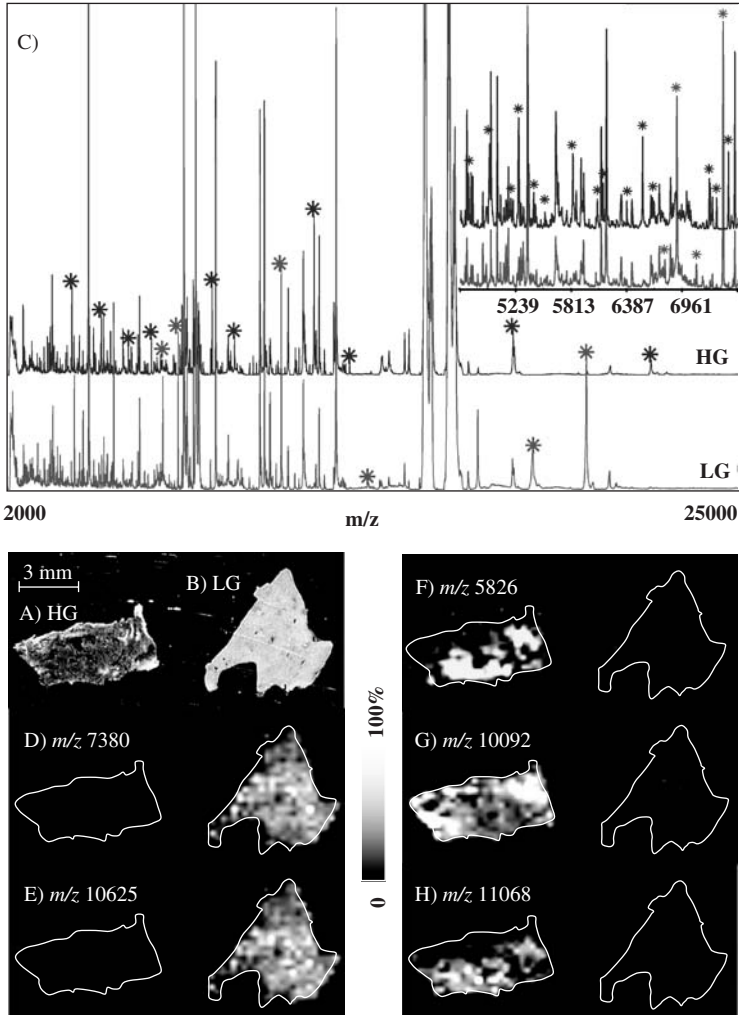 C)
5239 5813 6387 6961
HG
LG
2000 m/z 25000
3 mm
A) HG
B) LG
D) m/z 7380
E) m/z 10625
100%
0
F) m/z 5826
G) m/z 10092
H) m/z 11068